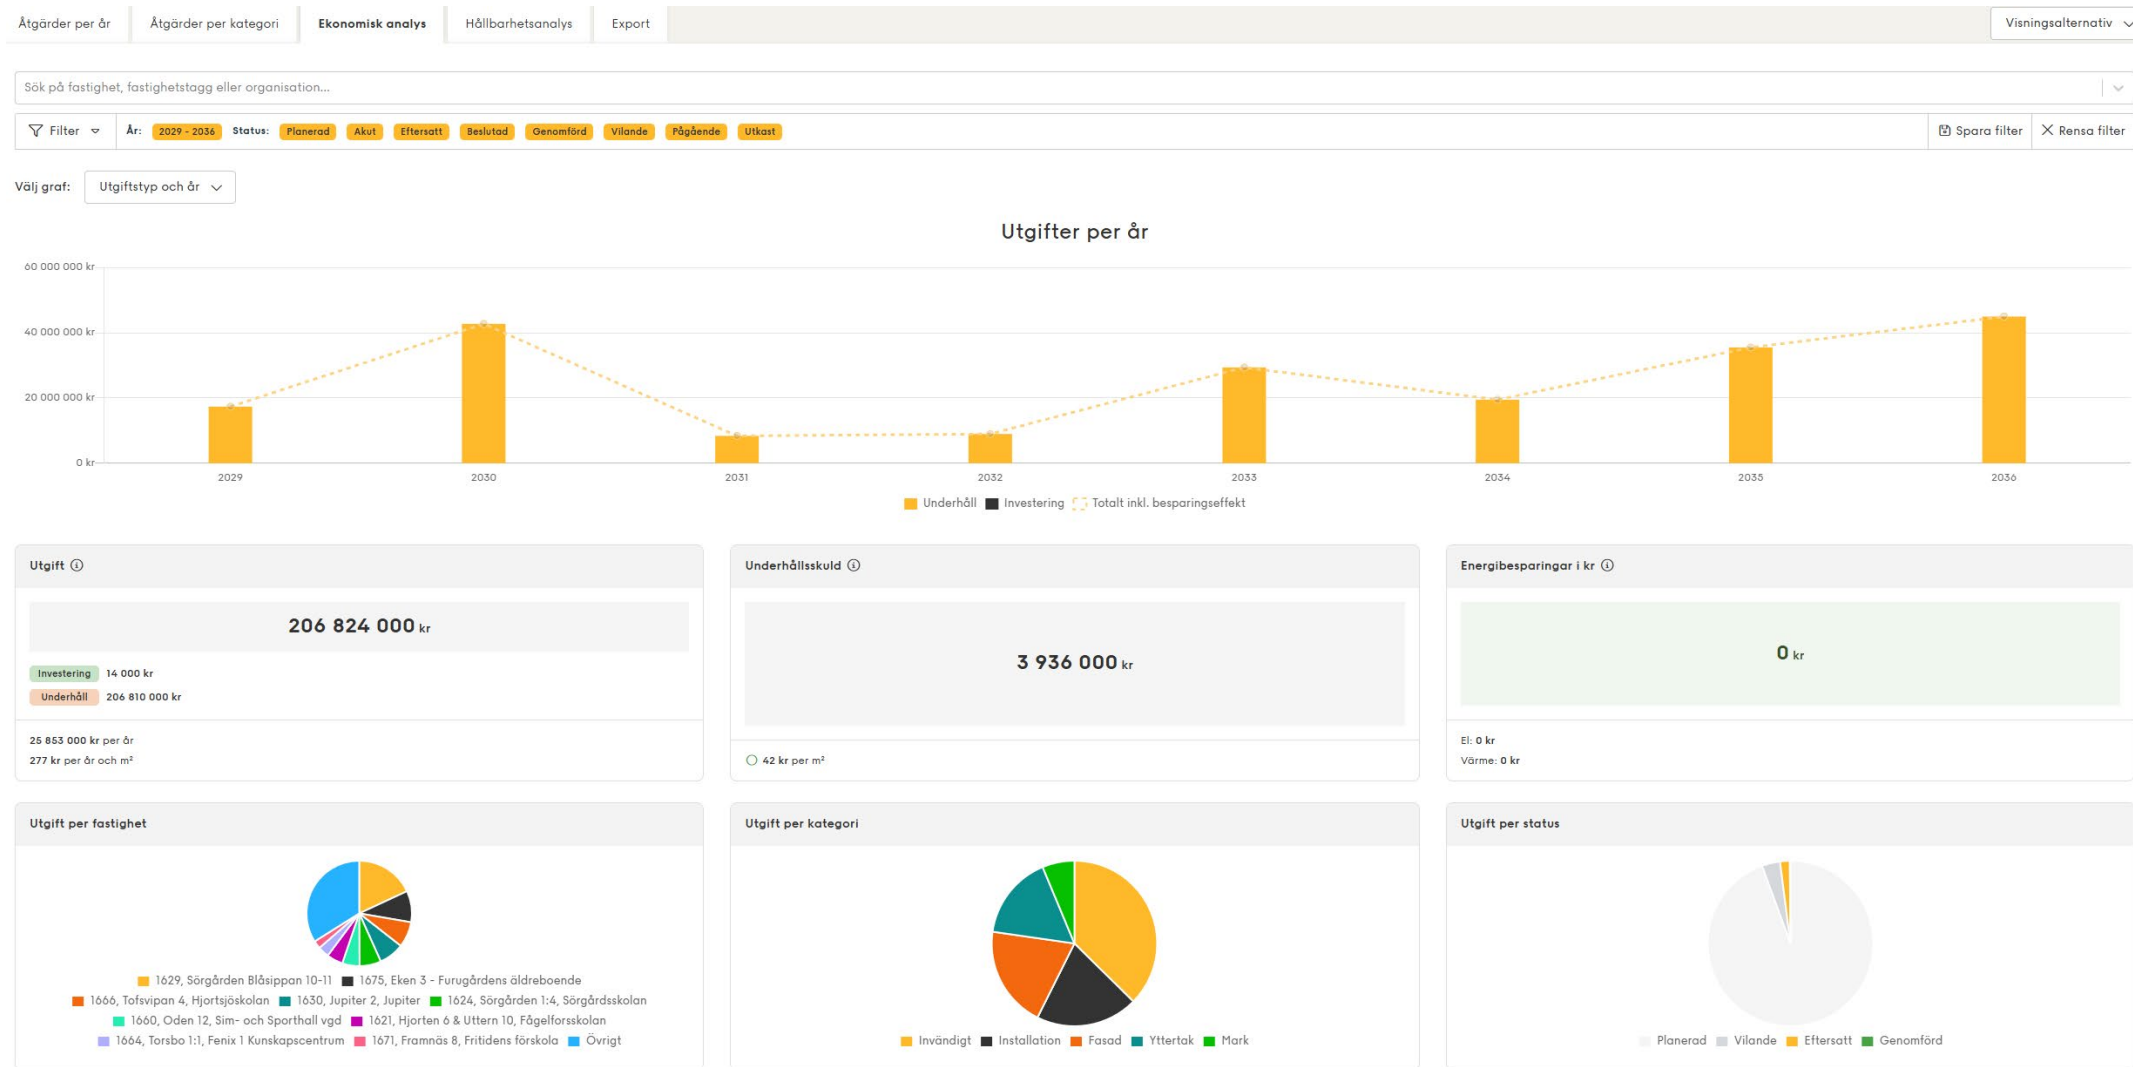 Åtgärder per år Åtgärder per kategori Ekonomisk analys Hållbarhetsanalys Export Visningsalternativ
Sök på fastighet, fastighetstagg eller organisation...
Filter År: 2029 - 2036 Status: Planerad Akut Eftersatt Beslutad Genomförd Vilande Pågående Utkast Spara filter Rensa filter
Välj graf: Utgiftstyp och år
Utgifter per år
60 000 000 kr
40 000 000 kr
20 000 000 kr
0 kr
2029 2030 2031 2032 2033 2034 2035 2036
Underhåll Investering Totalt inkl. besparingseffekt
Utgift
206 824 000 kr
Investering 14 000 kr
Underhåll 206 810 000 kr
25 853 000 kr per år
277 kr per år och m²
Underhållsskuld
3 936 000 kr
42 kr per m²
Energibesparingar i kr
0 kr
El: 0 kr
Värme: 0 kr
Utgift per fastighet
1629, Sörgården Blåsippan 10-11 1675, Eken 3 - Furugårdens äldreboende
1666, Tofsvipan 4, Hjortsjöskolan 1630, Jupiter 2, Jupiter 1624, Sörgården 1:4, Sörgårdsskolan
1660, Oden 12, Sim- och Sporthall vgd 1621, Hjorten 6 & Uttern 10, Fågelforsskolan
1664, Torsbo 1:1, Fenix 1 Kunskapscentrum 1671, Framnäs 8, Fritidens förskola Övrigt
Utgift per kategori
Invändigt Installation Fasad Yttertak Mark
Utgift per status
Planerad Vilande Eftersatt Genomförd